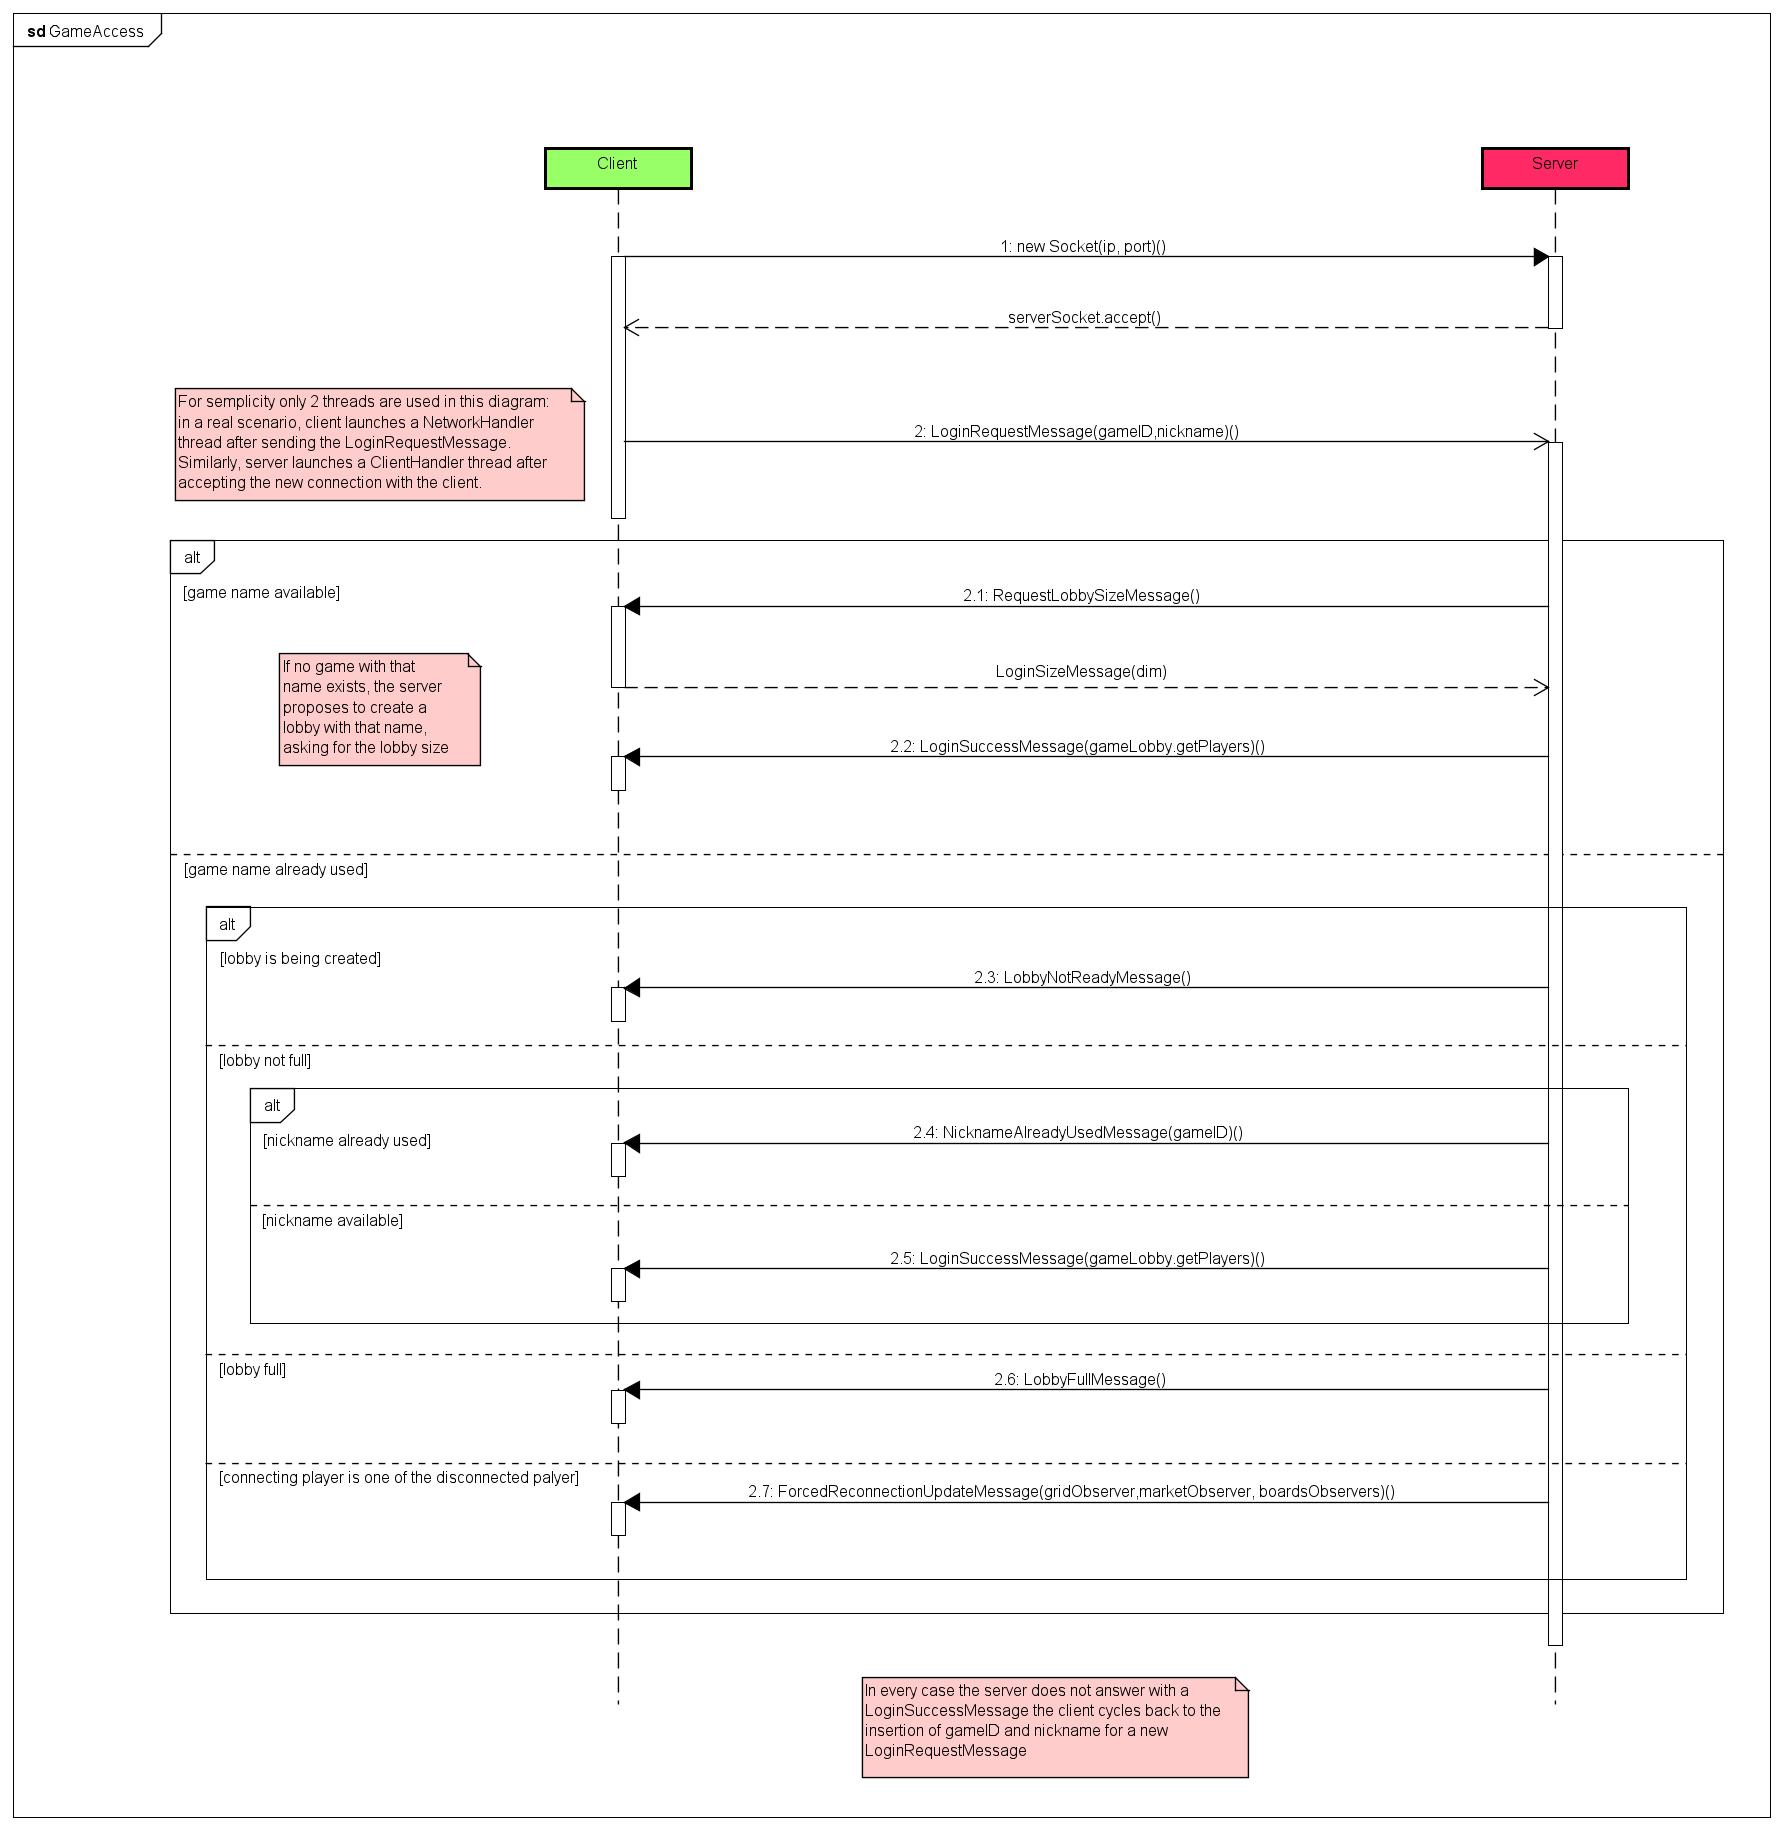 sd GameAccess
Client
Server
1: new Socket(ip, port)()
serverSocket.accept()
For semplicity only 2 threads are used in this diagram:
in a real scenario, client launches a NetworkHandler
thread after sending the LoginRequestMessage.
Similarly, server launches a ClientHandler thread after
accepting the new connection with the client.
2: LoginRequestMessage(gameID,nickname)()
alt
[game name available]
2.1: RequestLobbySizeMessage()
If no game with that
name exists, the server
proposes to create a
lobby with that name,
asking for the lobby size
LoginSizeMessage(dim)
2.2: LoginSuccessMessage(gameLobby.getPlayers)()
[game name already used]
alt
[lobby is being created]
2.3: LobbyNotReadyMessage()
[lobby not full]
alt
[nickname already used]
2.4: NicknameAlreadyUsedMessage(gameID)()
[nickname available]
2.5: LoginSuccessMessage(gameLobby.getPlayers)()
[lobby full]
2.6: LobbyFullMessage()
[connecting player is one of the disconnected palyer]
2.7: ForcedReconnectionUpdateMessage(gridObserver,marketObserver, boardsObservers)()
In every case the server does not answer with a
LoginSuccessMessage the client cycles back to the
insertion of gameID and nickname for a new
LoginRequestMessage